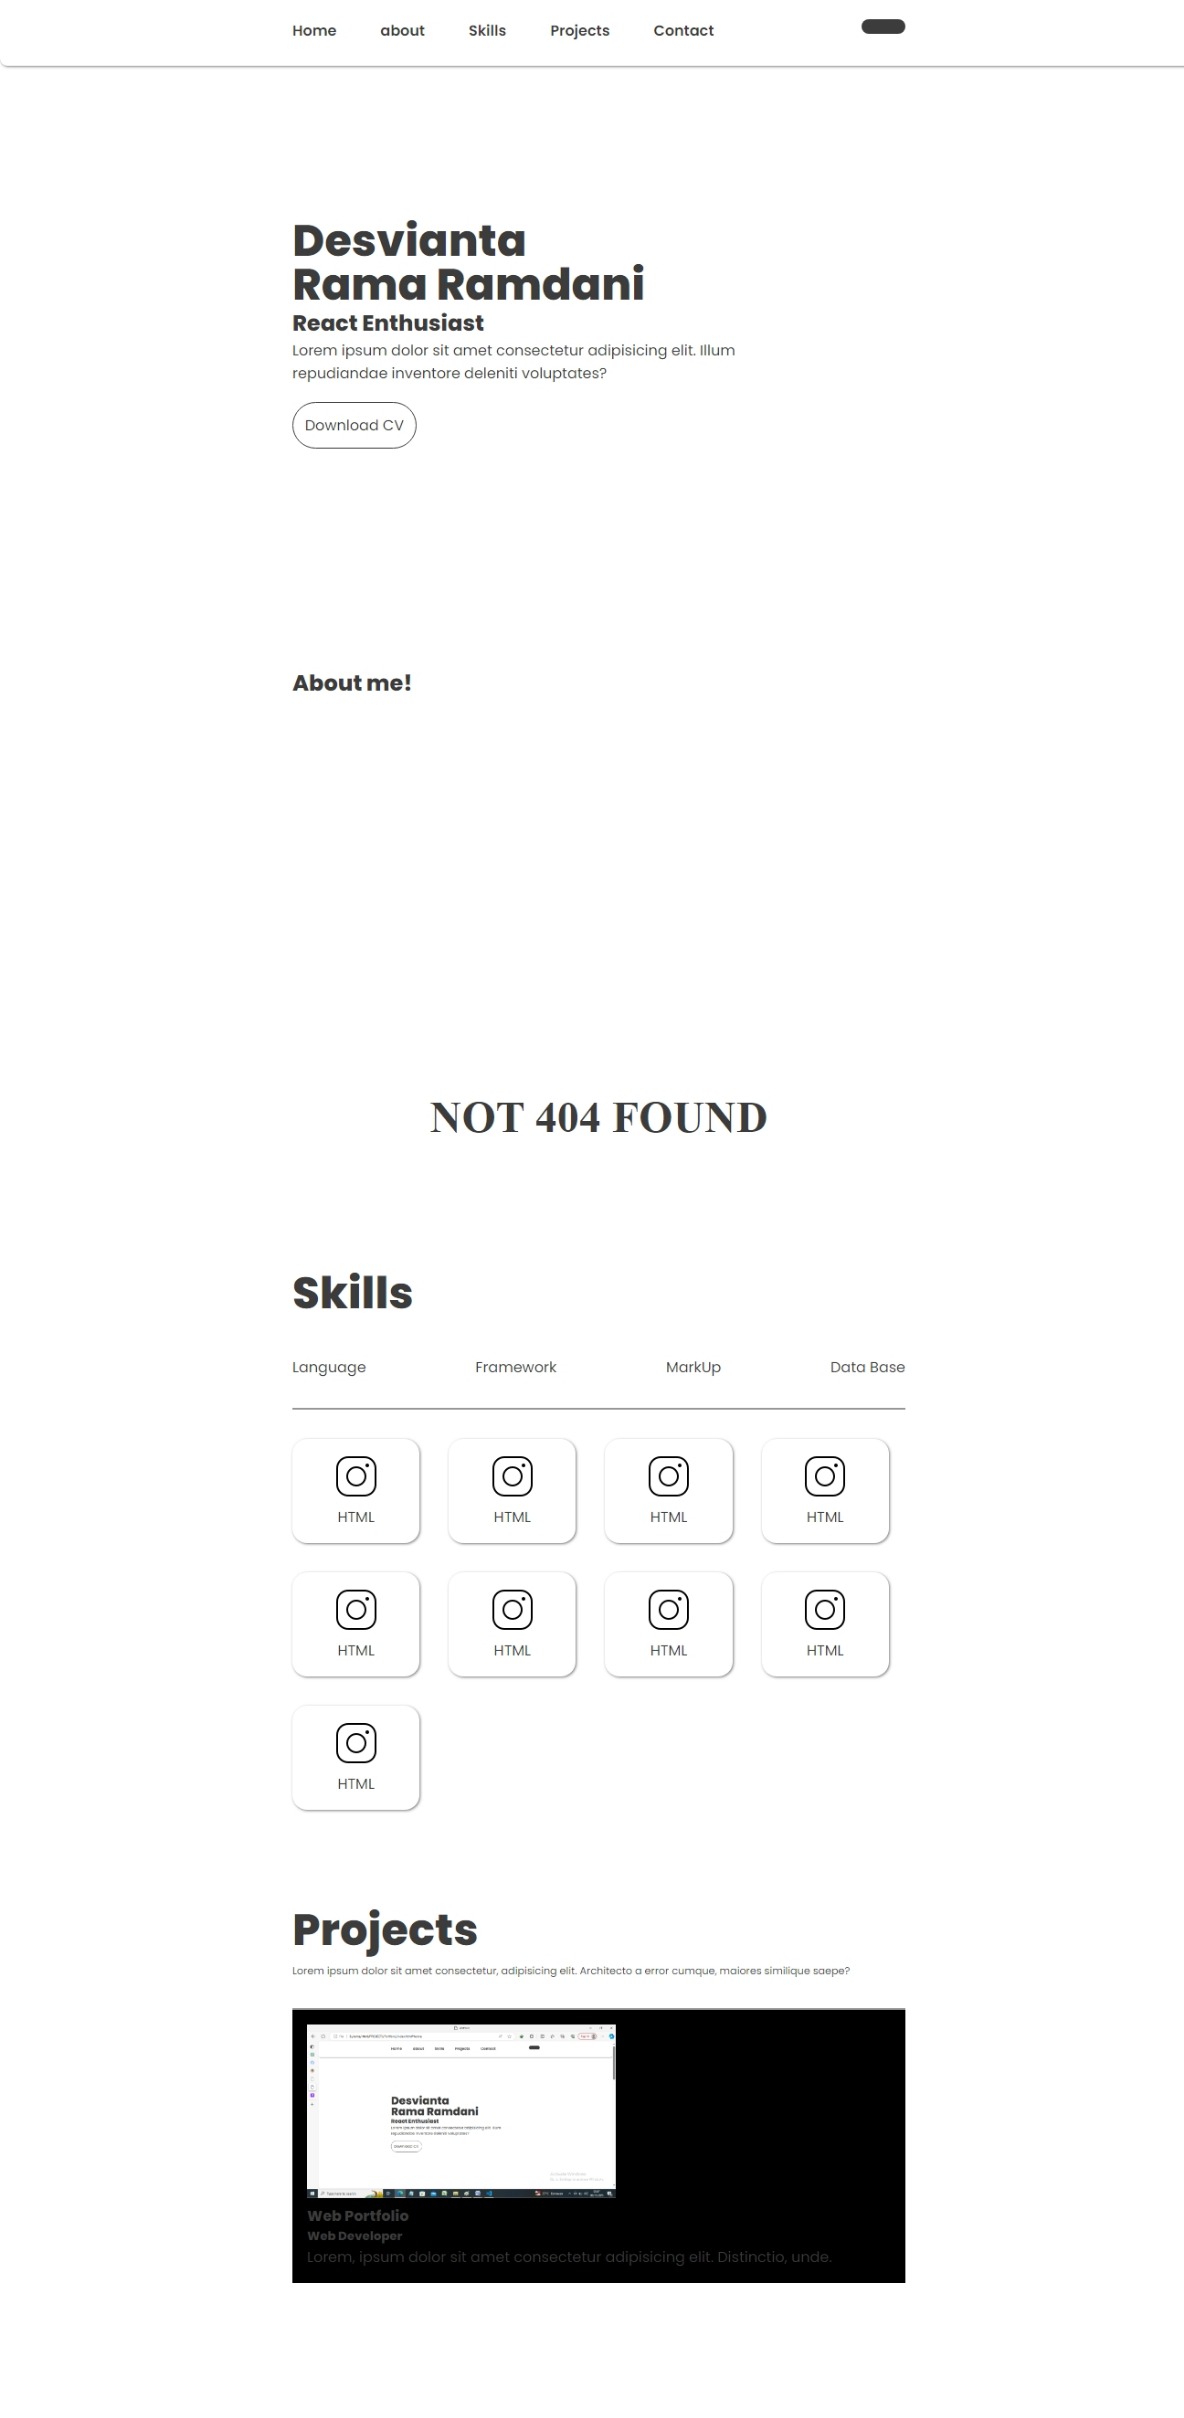 Home about Skills Projects Contact
Desvianta
Rama Ramdani
React Enthusiast
Lorem ipsum dolor sit amet consectetur adipisicing elit. Illum
repudiandae inventore deleniti voluptates?
Download CV
About me!
NOT 404 FOUND
Skills
Language Framework MarkUp Data Base
HTML HTML HTML HTML
HTML HTML HTML HTML
HTML
Projects
Lorem ipsum dolor sit amet consectetur, adipisicing elit. Architecto a error cumque, maiores similique saepe?
Home About Skills Projects Contact
Desvianta
Rama Ramdani
React Enthusiast
Download CV
Web Portfolio
Web Developer
Lorem, ipsum dolor sit amet consectetur adipisicing elit. Distinctio, unde.